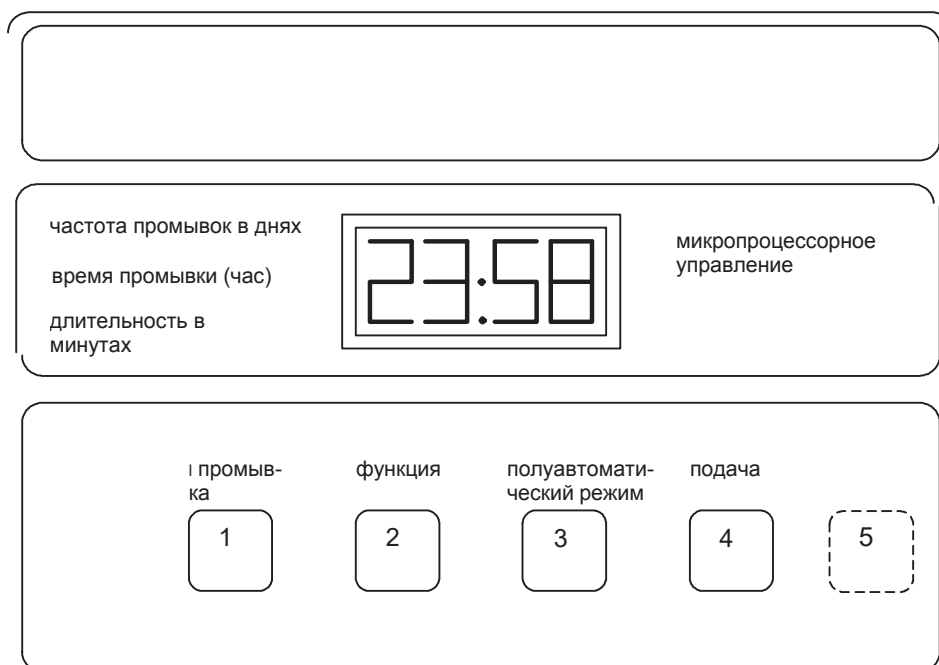 частота промывок в днях
время промывки (час)
длительность в
минутах
23:58
микропроцессорное
управление
промыв-
ка
функция
полуавтомати-
ческий режим
подача
1
2
3
4
5